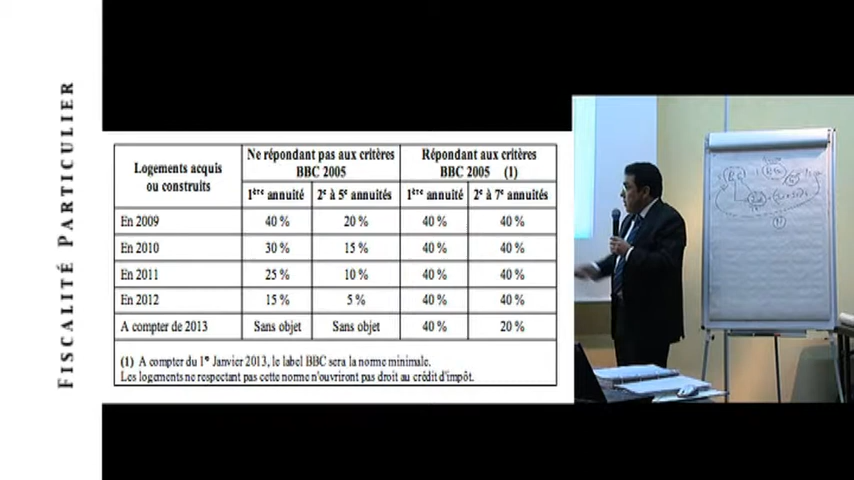 FISCALITÉ PARTICULIER
Logements acquis
ou construits
Ne répondant pas aux critères
BBC 2005
Répondant aux critères
BBC 2005 (1)
1ère annuité
2e à 5e annuités
1ère annuité
2e à 7e annuités
En 2009 40 % 20 % 40 % 40 %
En 2010 30 % 15 % 40 % 40 %
En 2011 25 % 10 % 40 % 40 %
En 2012 15 % 5 % 40 % 40 %
A compter de 2013 Sans objet Sans objet 40 % 20 %
(1) A compter du 1er Janvier 2013, le label BBC sera la norme minimale.
Les logements ne respectant pas cette norme n'ouvriront pas droit au crédit d'impôt.